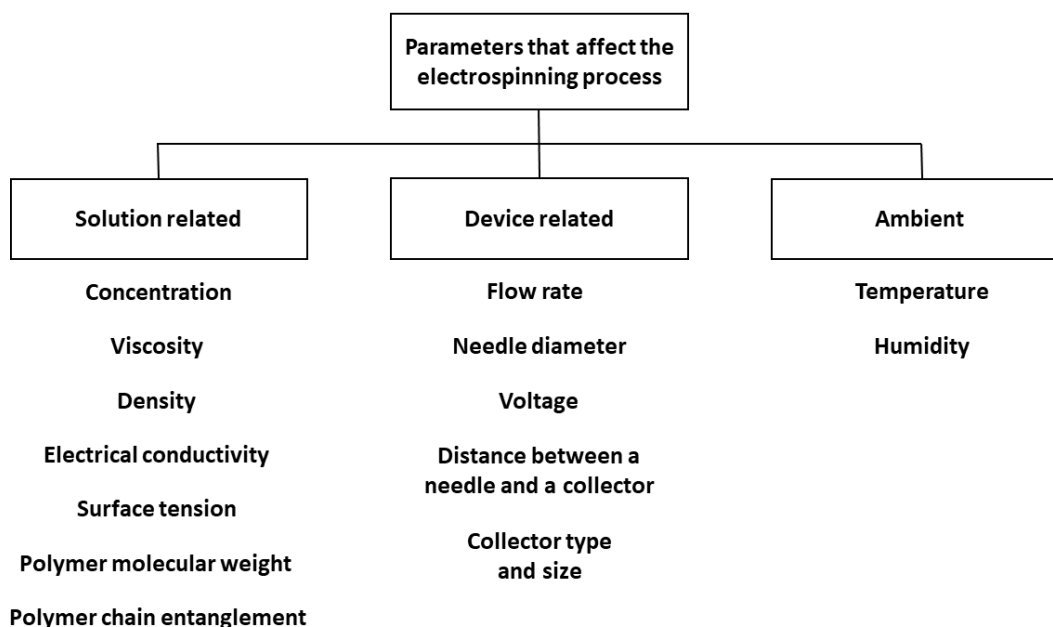 Parameters that affect the
electrospinning process
Solution related
Device related
Ambient
Concentration
Viscosity
Density
Electrical conductivity
Surface tension
Polymer molecular weight
Polymer chain entanglement
Flow rate
Needle diameter
Voltage
Distance between a
needle and a collector
Collector type
and size
Temperature
Humidity